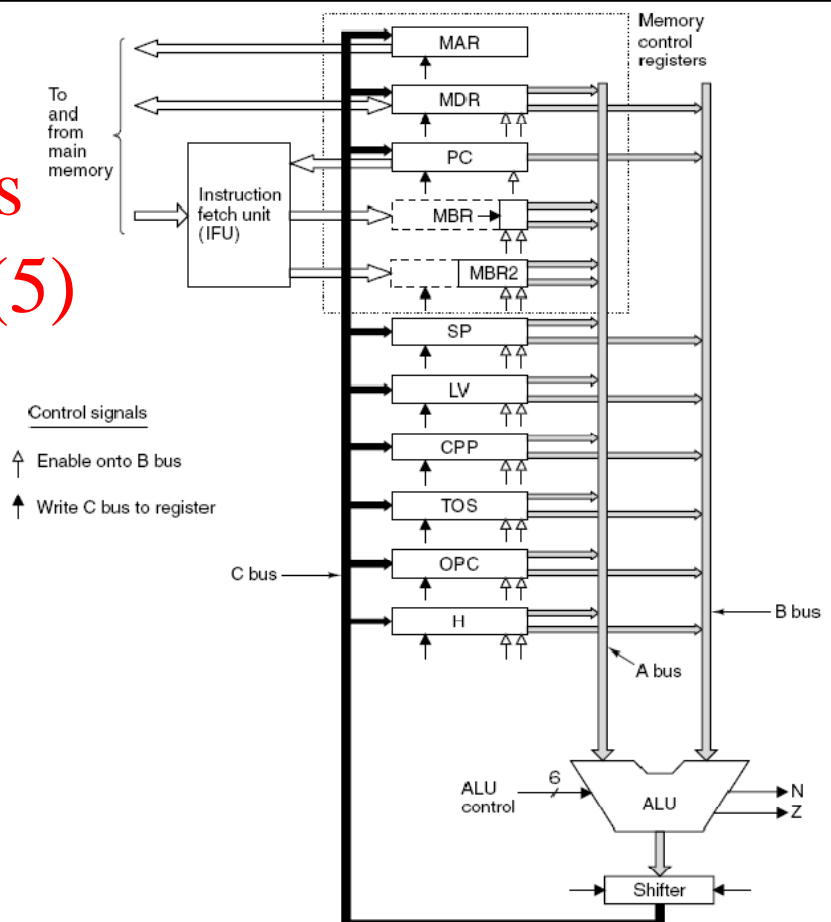 Memory
control
registers
MAR
To
and
from
main
memory
MDR
PC
Instruction
fetch unit
(IFU)
MBR
MBR2
s
(5)
SP
LV
Control signals
Enable onto B bus
CPP
Write C bus to register
TOS
OPC
C bus
H
B bus
A bus
6
ALU
control
ALU
N
Z
Shifter